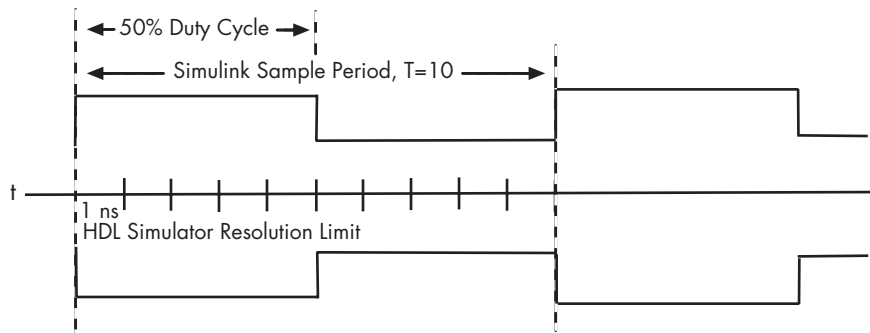 50% Duty Cycle
Simulink Sample Period, T=10
t
1 ns
HDL Simulator Resolution Limit